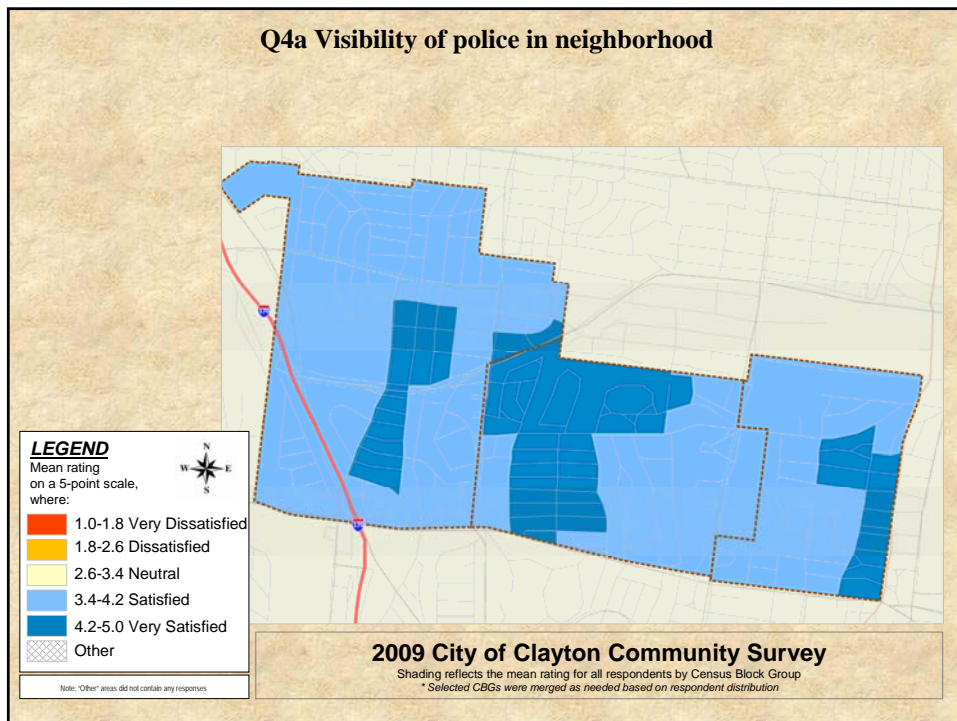 Q4a Visibility of police in neighborhood
LEGEND
Mean rating
on a 5-point scale,
where:
N
W E
S
1.0-1.8 Very Dissatisfied
1.8-2.6 Dissatisfied
2.6-3.4 Neutral
3.4-4.2 Satisfied
4.2-5.0 Very Satisfied
Other
Note: "Other" areas did not contain any responses
2009 City of Clayton Community Survey
Shading reflects the mean rating for all respondents by Census Block Group
* Selected CBGs were merged as needed based on respondent distribution